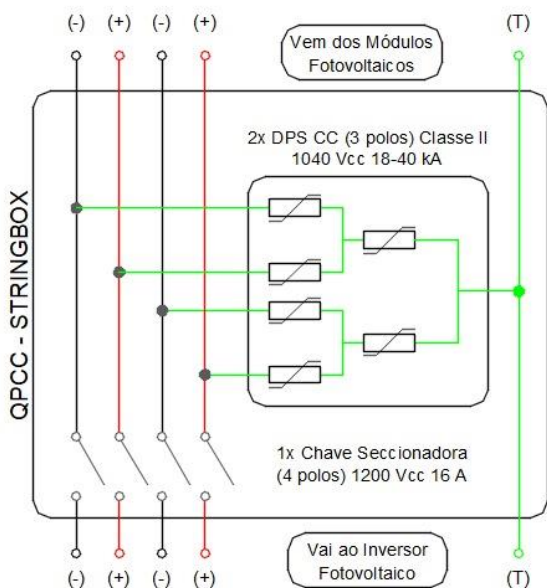 (-) (+) (-) (+) (T)
Vem dos Módulos
Fotovoltaicos
2x DPS CC (3 polos) Classe II
1040 Vcc 18-40 kA
QPCC - STRINGBOX
1x Chave Seccionadora
(4 polos) 1200 Vcc 16 A
Vai ao Inversor
Fotovoltaico
(-) (+) (-) (+) (T)